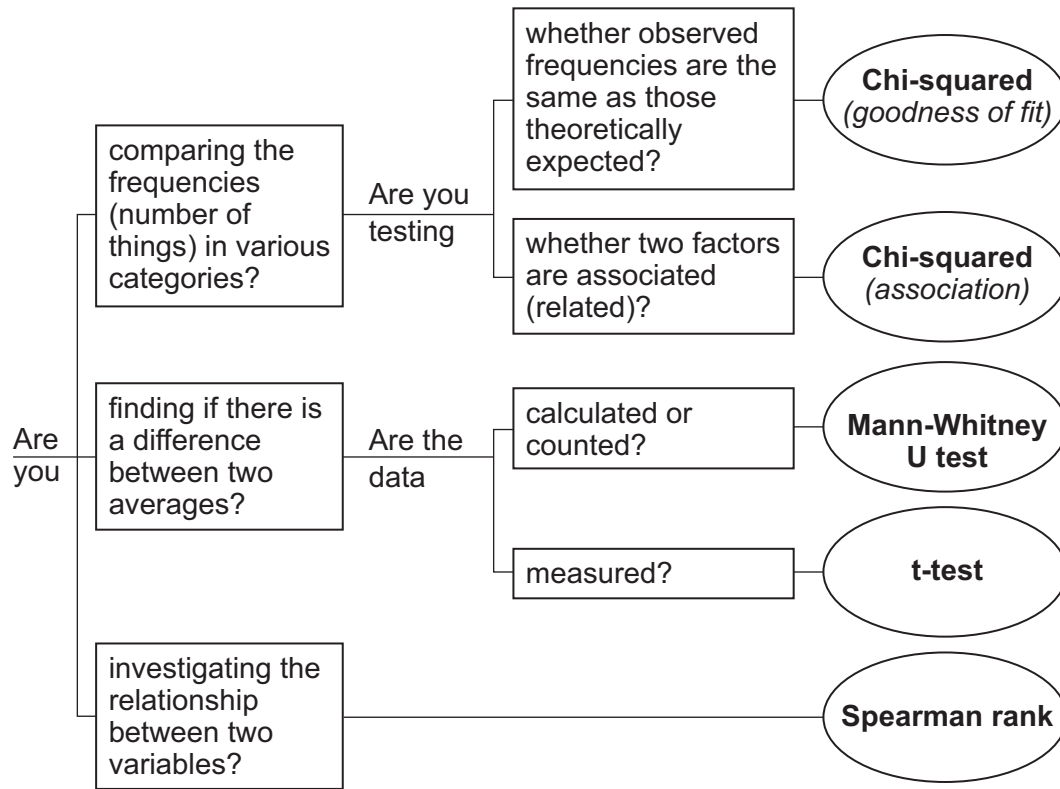 Are
you
comparing the
frequencies
(number of
things) in various
categories?
Are you
testing
whether observed
frequencies are the
same as those
theoretically
expected?
Chi-squared
(goodness of fit)
whether two factors
are associated
(related)?
Chi-squared
(association)
finding if there is
a difference
between two
averages?
Are the
data
calculated or
counted?
Mann-Whitney
U test
measured?
t-test
investigating the
relationship
between two
variables?
Spearman rank